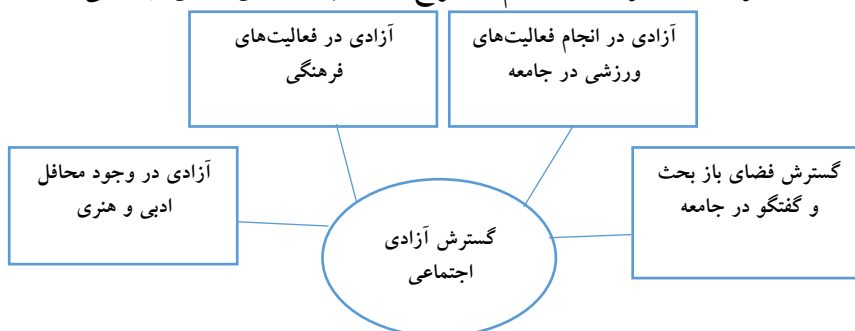 آزادی در انجام فعالیت‌های
ورزشی در جامعه
آزادی در فعالیت‌های
فرهنگی
گسترش فضای باز بحث
و گفتگو در جامعه
آزادی در وجود محافل
ادبی و هنری
گسترش آزادی
اجتماعی